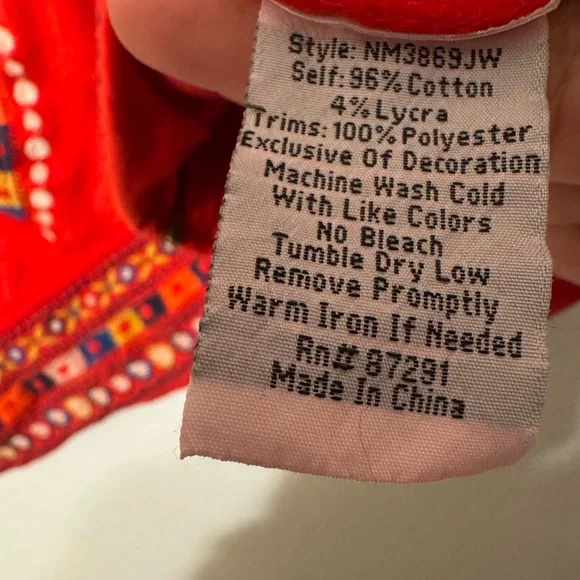 Style: NM3869JW
Self: 96% Cotton
4% Lycra
Trims: 100% Polyester
Exclusive Of Decoration
Machine Wash Cold
With Like Colors
No Bleach
Tumble Dry Low
Remove Promptly
Warm Iron If Needed
Rn# 87291
Made In China